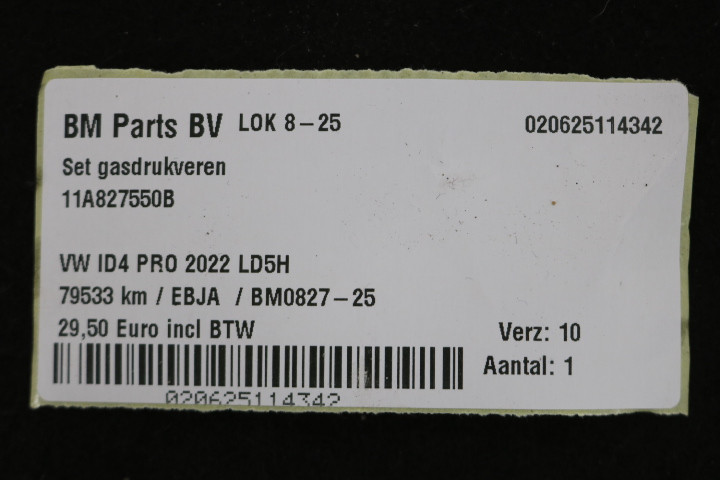 BM Parts BV LOK 8-25 020625114342
Set gasdrukveren
11A827550B
VW ID4 PRO 2022 LD5H
79533 km / EBJA / BM0827-25
29,50 Euro incl BTW Verz: 10
Aantal: 1
020625114342